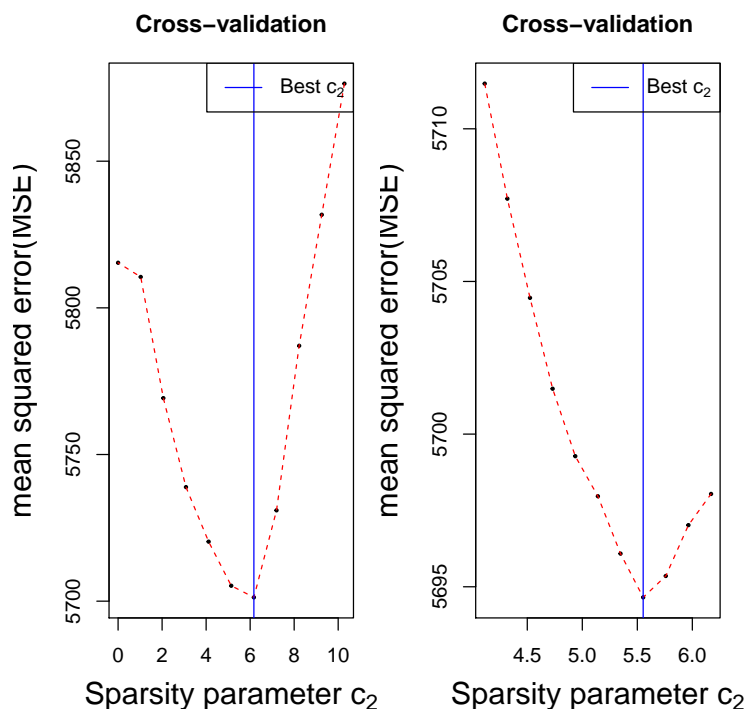 Cross−validation
Best c2
mean squared error(MSE)
5850
5800
5750
5700
0 2 4 6 8 10
Sparsity parameter c2
Cross−validation
Best c2
mean squared error(MSE)
5710
5705
5700
5695
4.5 5.0 5.5 6.0
Sparsity parameter c2